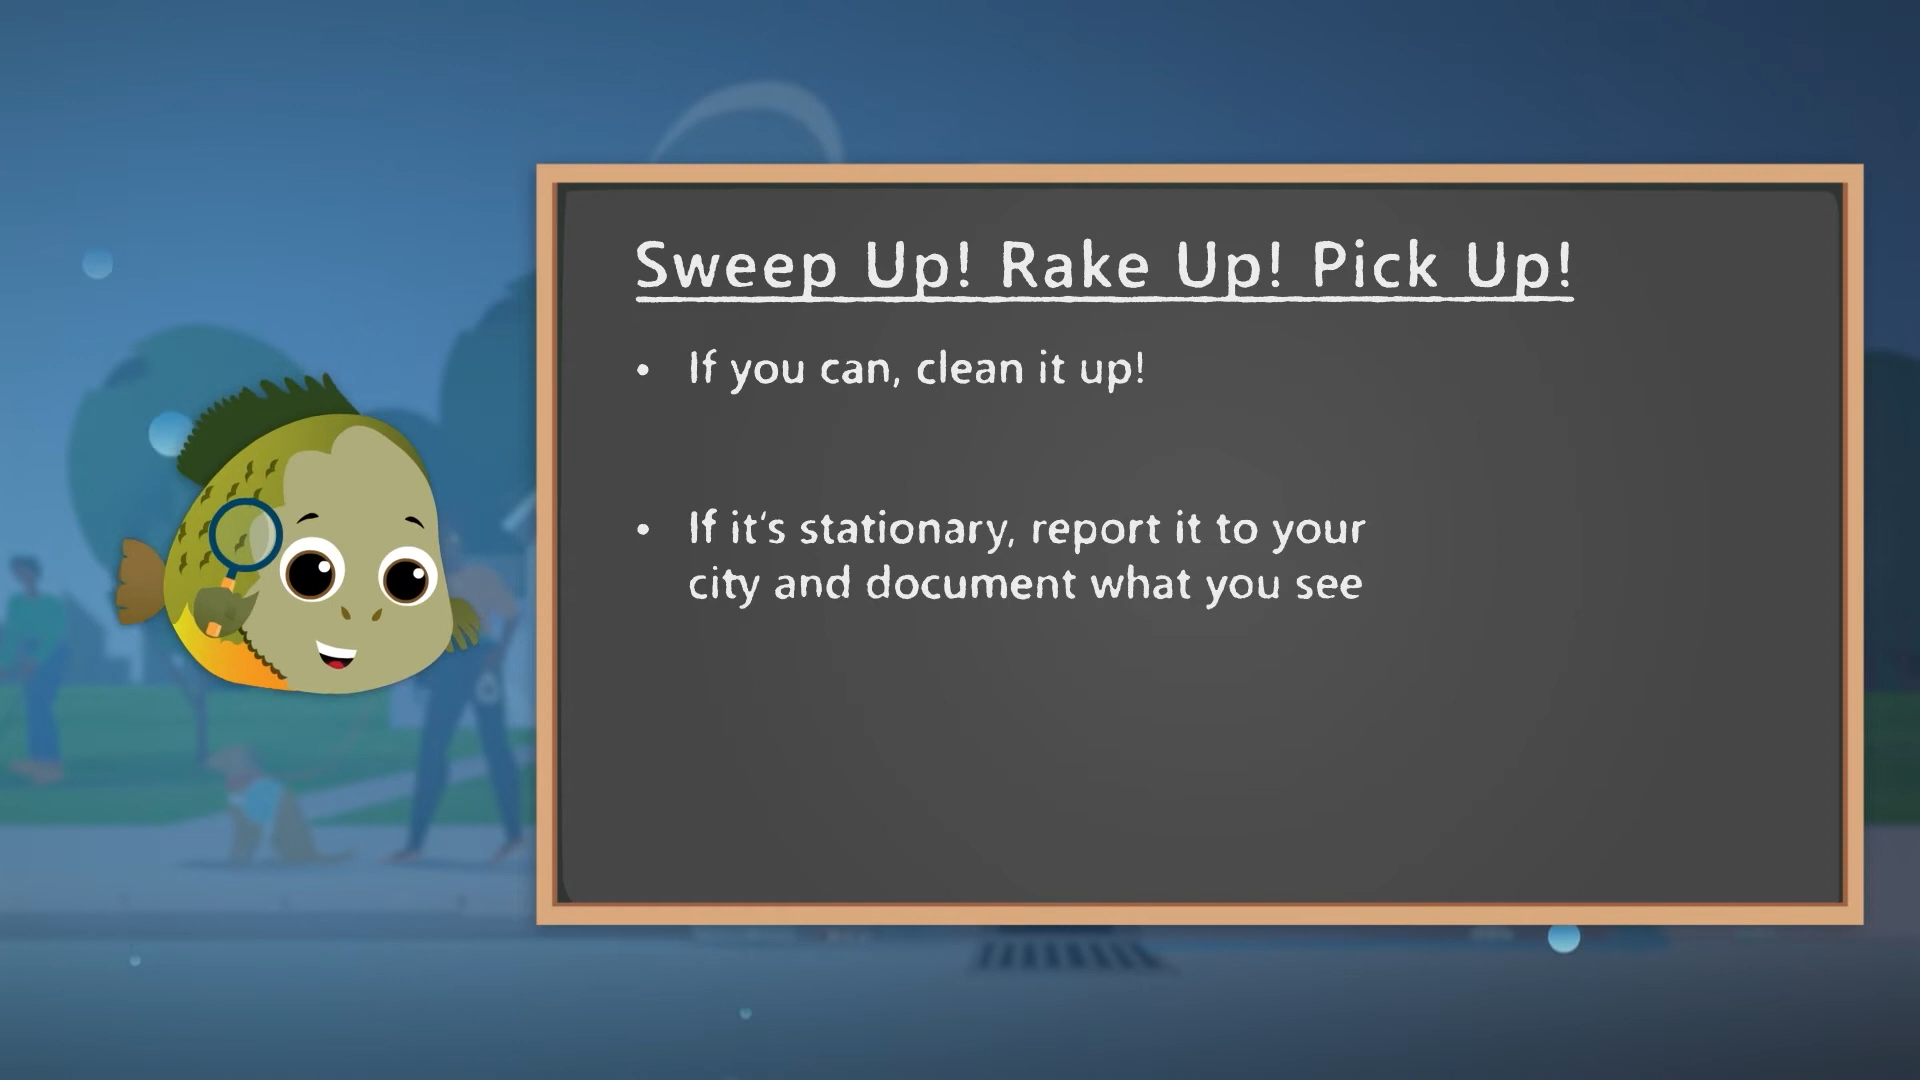 Sweep Up! Rake Up! Pick Up!
• If you can, clean it up!
• If it's stationary, report it to your
city and document what you see